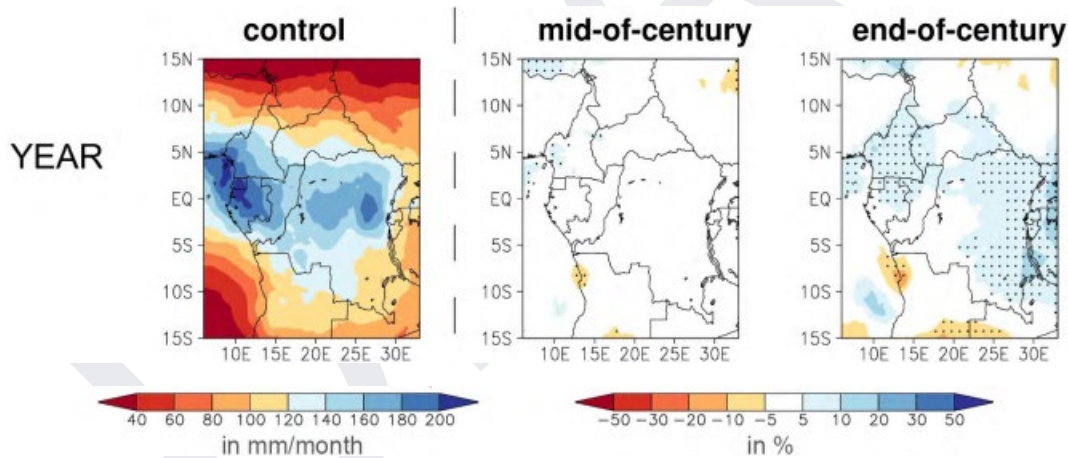 control
mid-of-century
end-of-century
YEAR
15N
10N
5N
EQ
5S
10S
15S
10E 15E 20E 25E 30E
15N
10N
5N
EQ
5S
10S
15S
10E 15E 20E 25E 30E
15N
10N
5N
EQ
5S
10S
15S
10E 15E 20E 25E 30E
40 60 80 100 120 140 160 180 200
in mm/month
−50 −30 −20 −10 −5 5 10 20 30 50
in %